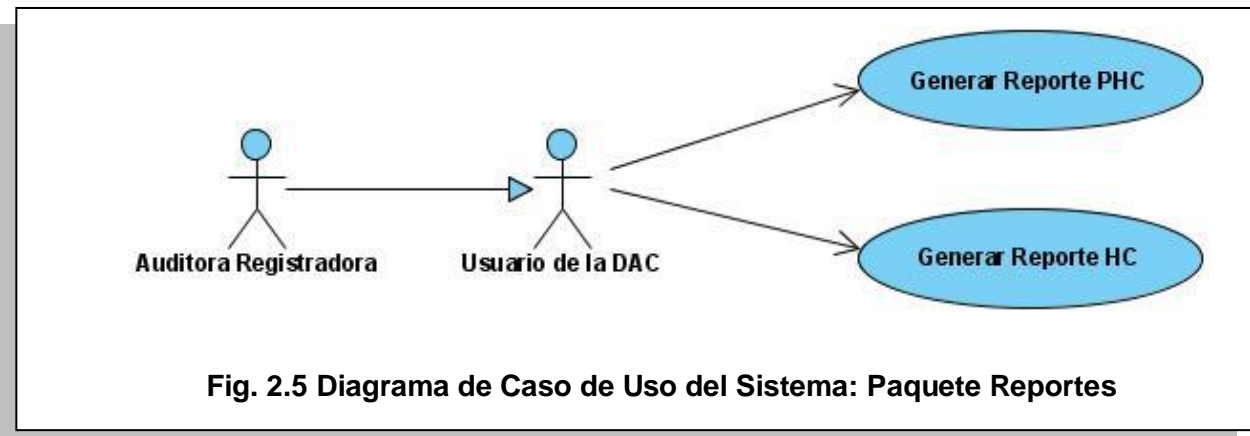 Generar Reporte PHC
Auditora Registradora
Usuario de la DAC
Generar Reporte HC
Fig. 2.5 Diagrama de Caso de Uso del Sistema: Paquete Reportes